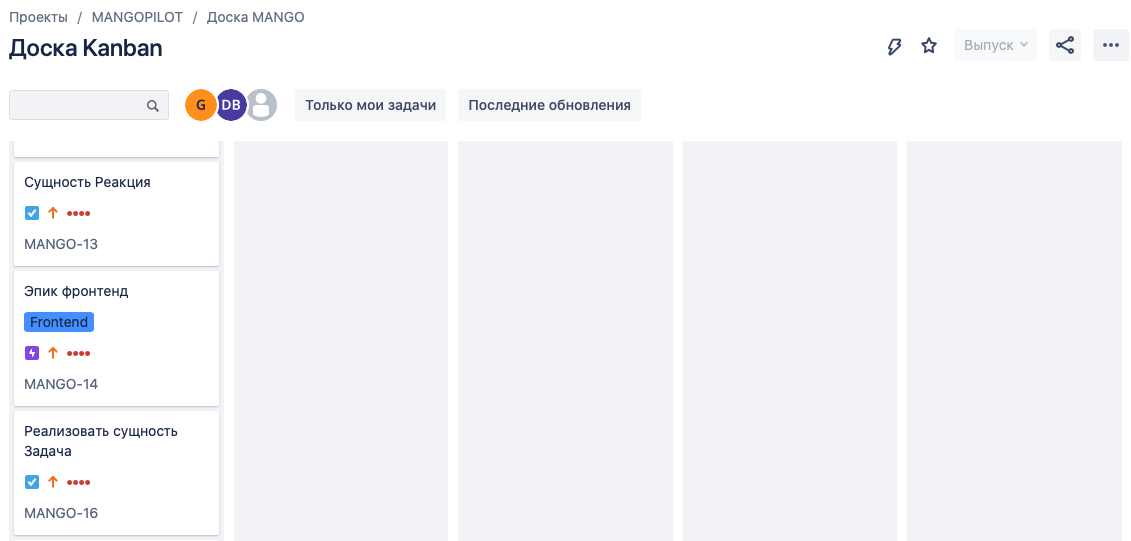 Проекты / MANGOPILOT / Доска MANGO
Доска Kanban
Выпуск
G DB
Только мои задачи
Последние обновления
Сущность Реакция
MANGO-13
Эпик фронтенд
Frontend
MANGO-14
Реализовать сущность
Задача
MANGO-16